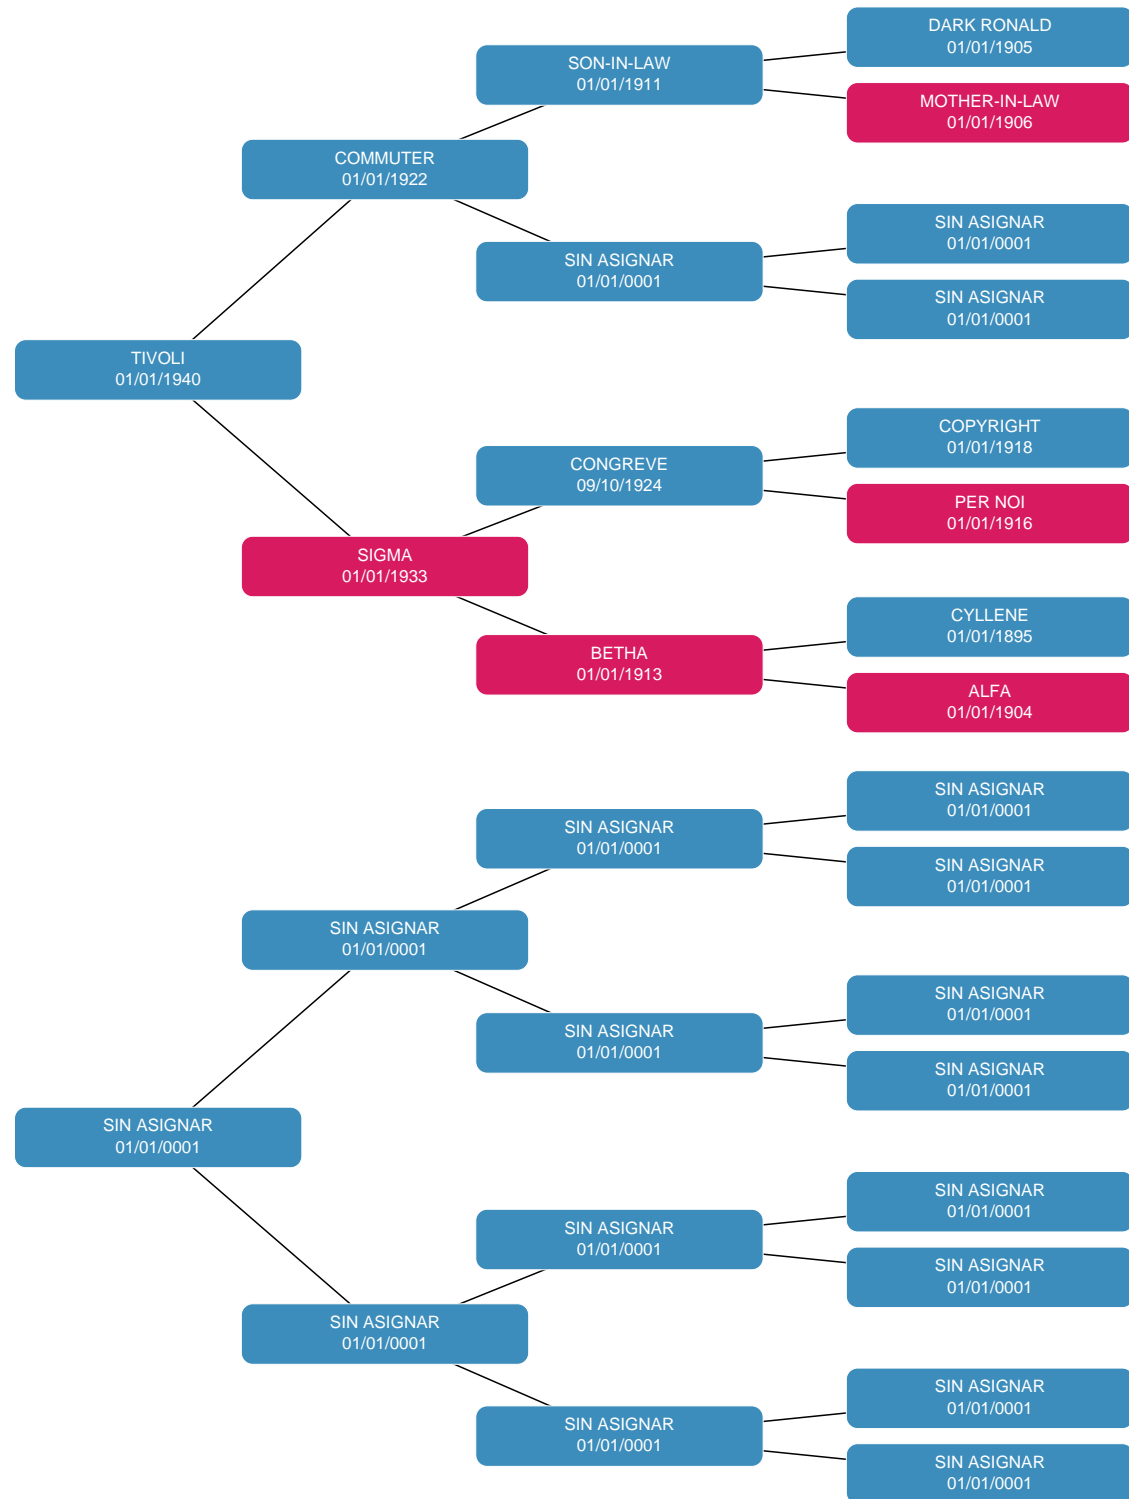 DARK RONALD
01/01/1905
SON-IN-LAW
01/01/1911
MOTHER-IN-LAW
01/01/1906
COMMUTER
01/01/1922
SIN ASIGNAR
01/01/0001
SIN ASIGNAR
01/01/0001
SIN ASIGNAR
01/01/0001
TIVOLI
01/01/1940
COPYRIGHT
01/01/1918
CONGREVE
09/10/1924
PER NOI
01/01/1916
SIGMA
01/01/1933
CYLLENE
01/01/1895
BETHA
01/01/1913
ALFA
01/01/1904
SIN ASIGNAR
01/01/0001
SIN ASIGNAR
01/01/0001
SIN ASIGNAR
01/01/0001
SIN ASIGNAR
01/01/0001
SIN ASIGNAR
01/01/0001
SIN ASIGNAR
01/01/0001
SIN ASIGNAR
01/01/0001
SIN ASIGNAR
01/01/0001
SIN ASIGNAR
01/01/0001
SIN ASIGNAR
01/01/0001
SIN ASIGNAR
01/01/0001
SIN ASIGNAR
01/01/0001
SIN ASIGNAR
01/01/0001
SIN ASIGNAR
01/01/0001
SIN ASIGNAR
01/01/0001